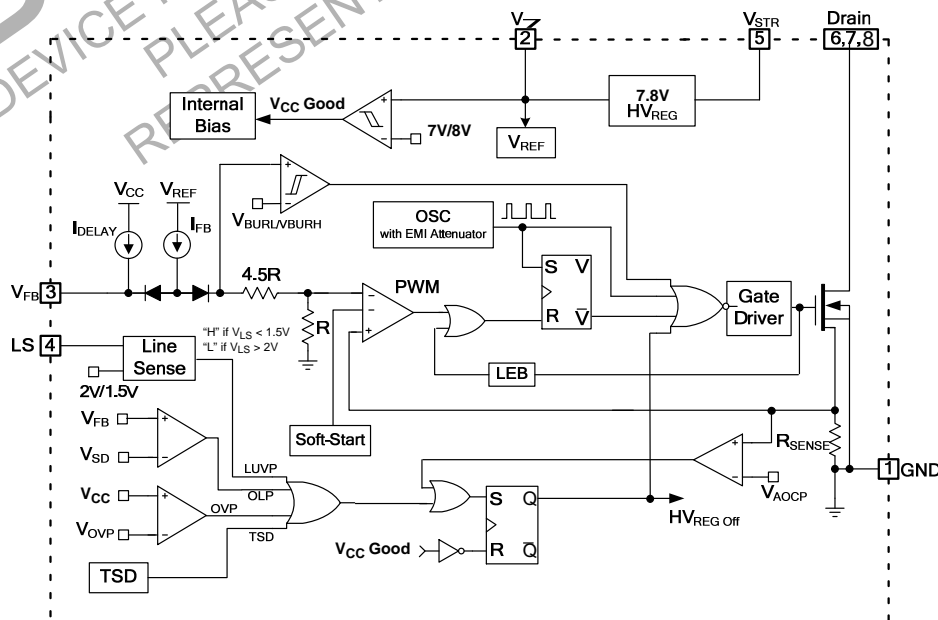 DEVICE
PLEA
REPRESENT
V
2
VSTR
5
Drain
6,7,8
Internal
Bias
VCC Good
+
−
7V/8V
VREF
7.8V
HVREG
VCC
VREF
IDELAY
IFB
+
−
VBURL/VBURH
OSC
with EMI Attenuator
S V
R V̅
VFB 3
4.5R
R
PWM
−
−
+
Gate
Driver
LS 4
Line
Sense
"H" if VLS < 1.5V
"L" if VLS > 2V
2V/1.5V
LEB
VFB
+
VSD
−
Soft-Start
LUVP
OLP
OVP
TSD
VCC
+
VOVP
−
TSD
S Q
R Q̅
VCC Good
HVREG Off
+
−
VAOCP
RSENSE
1 GND